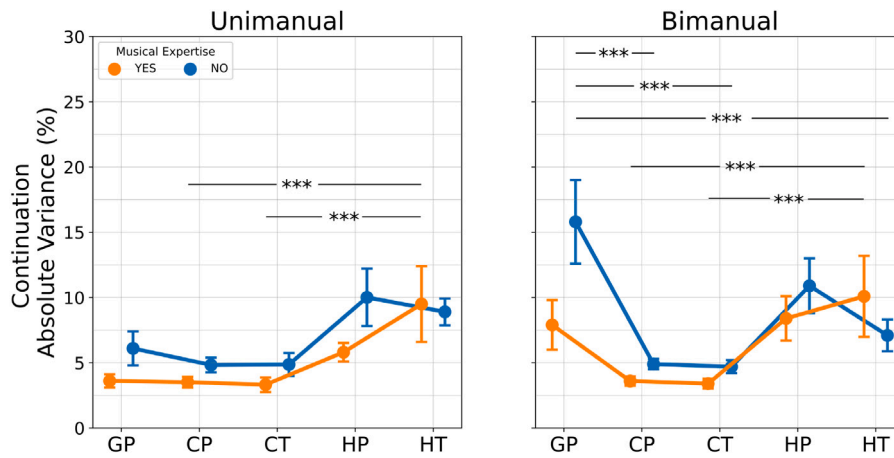 Unimanual
Bimanual
Continuation
Absolute Variance (%)
30
25
20
15
10
5
0
Musical Expertise
YES NO
***
***
GP CP CT HP HT
***
***
***
***
***
GP CP CT HP HT